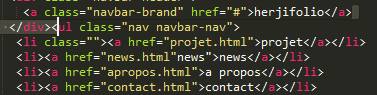 <a class="navbar-brand" href="#">herjifolio</a>
</div><ul class="nav navbar-nav">
<li class=""><a href="projet.html">projet</a></li>
<li><a href="news.html"news">news</a></li>
<li><a href="apropos.html">a propos</a></li>
<li><a href="contact.html">contact</a></li>